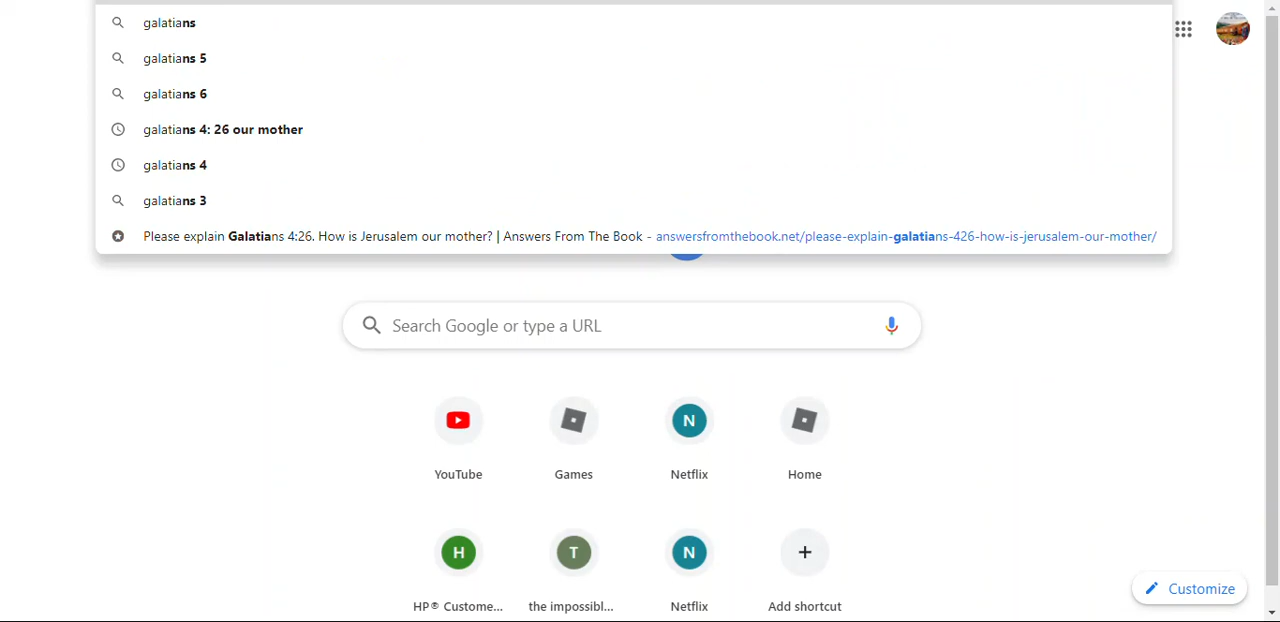 galatians
galatians 5
galatians 6
galatians 4: 26 our mother
galatians 4
galatians 3
Please explain Galatians 4:26. How is Jerusalem our mother? | Answers From The Book - answersfromthebook.net/please-explain-galatians-426-how-is-jerusalem-our-mother/
Search Google or type a URL
N
YouTube Games Netflix Home
H T N +
HP® Custome... the impossibl... Netflix Add shortcut
Customize